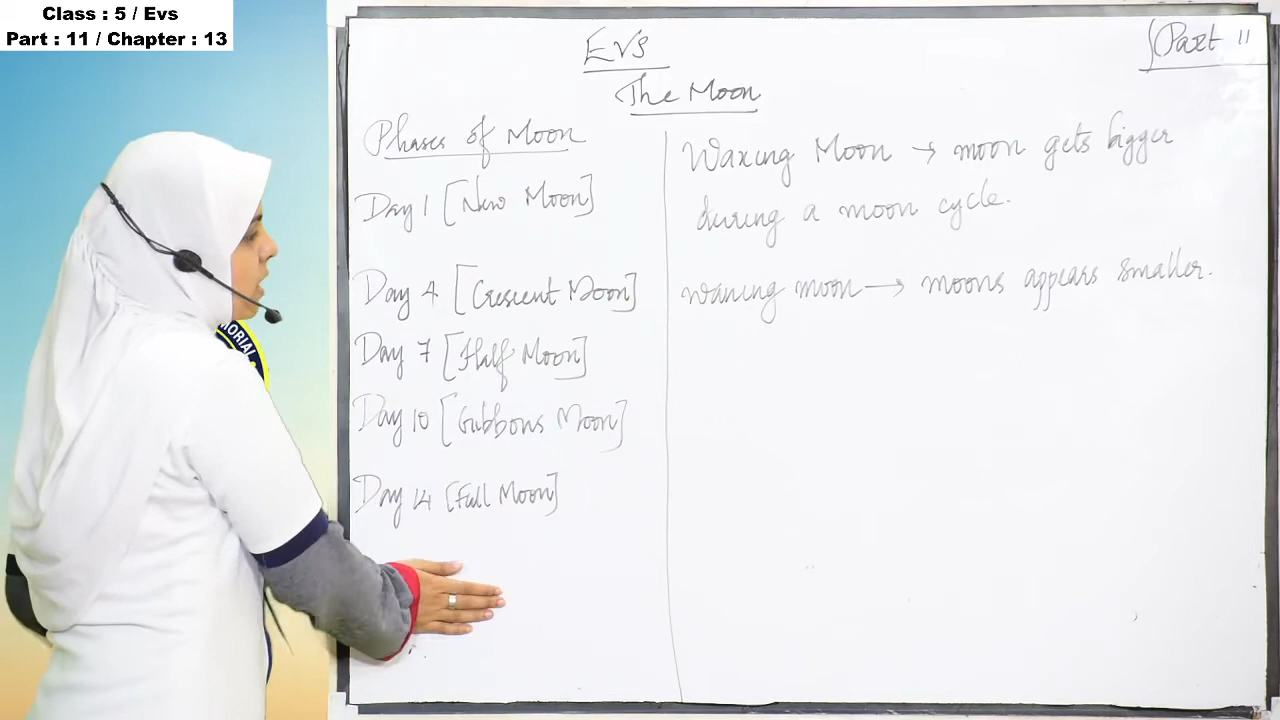 Class : 5 / Evs
Part : 11 / Chapter : 13
EVS
Part 11
The Moon
Phases of Moon
Day 1 [New Moon]
Day 4 [Crescent Moon]
Day 7 [Half Moon]
Day 10 [Gibbons Moon]
Day 14 [Full Moon]
Waxing Moon → moon gets bigger
during a moon cycle.
waning moon → moons appears smaller.
ORIAL